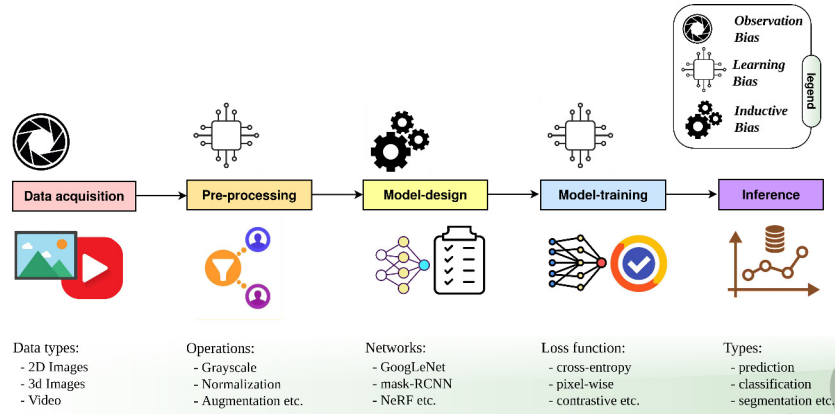 Observation
Bias
Learning
Bias
Inductive
Bias
legend
Data acquisition
Pre-processing
Model-design
Model-training
Inference
Data types:
- 2D Images
- 3d Images
- Video
Operations:
- Grayscale
- Normalization
- Augmentation etc.
Networks:
- GoogLeNet
- mask-RCNN
- NeRF etc.
Loss function:
- cross-entropy
- pixel-wise
- contrastive etc.
Types:
- prediction
- classification
- segmentation etc.